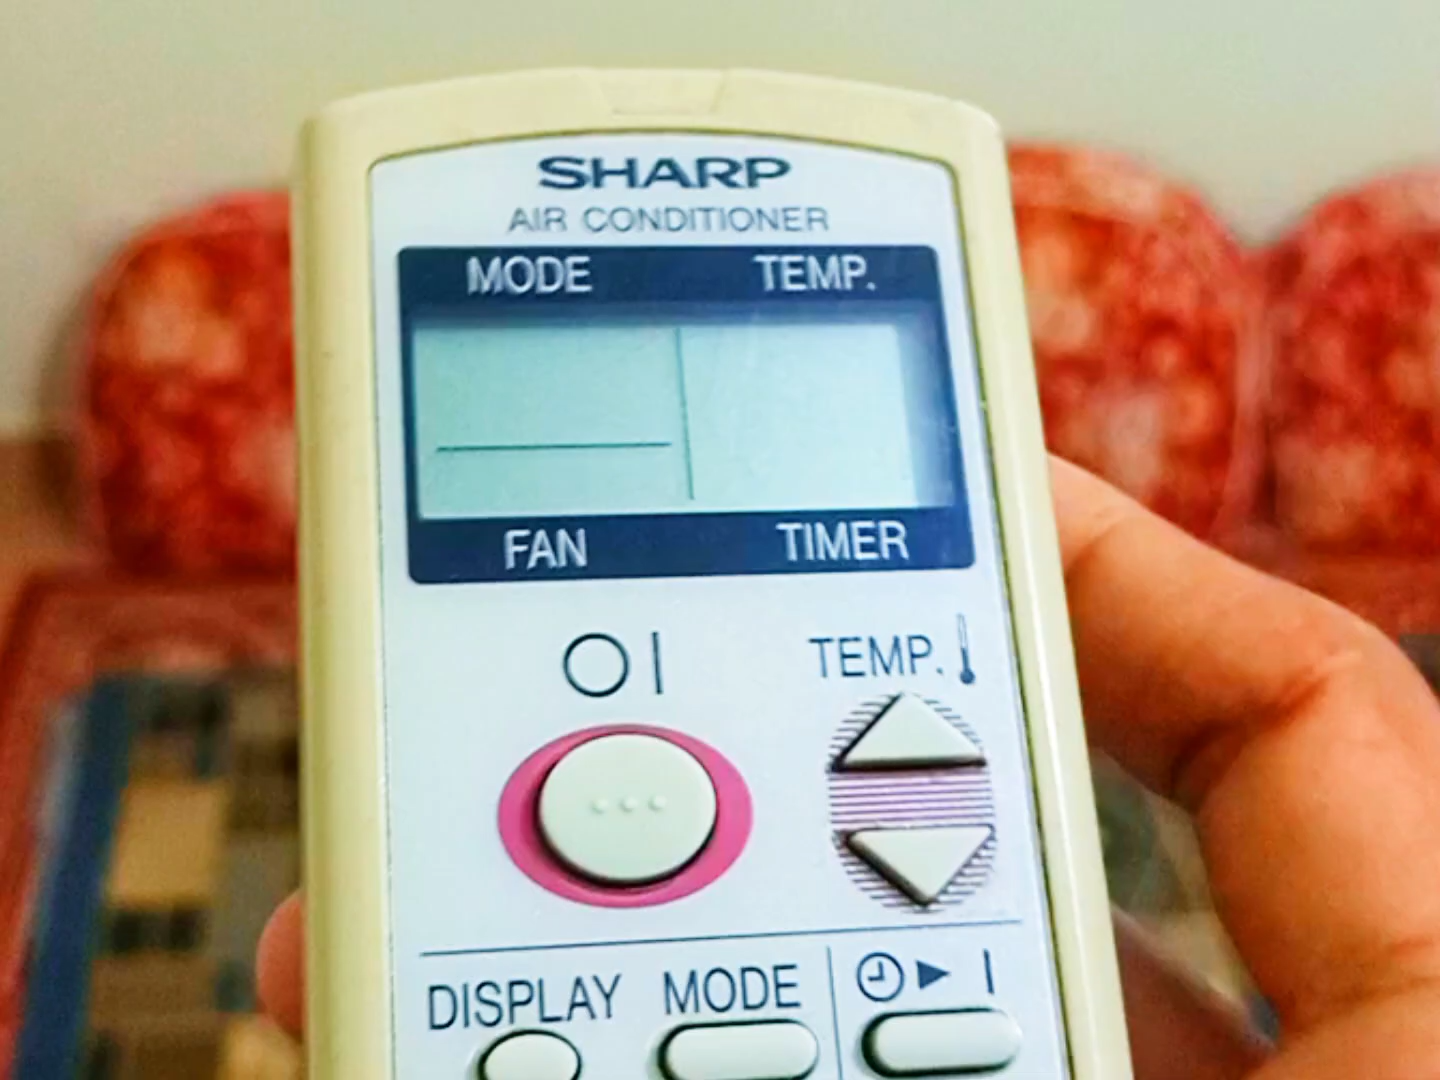 SHARP
AIR CONDITIONER
MODE TEMP.
FAN TIMER
TEMP.
DISPLAY MODE